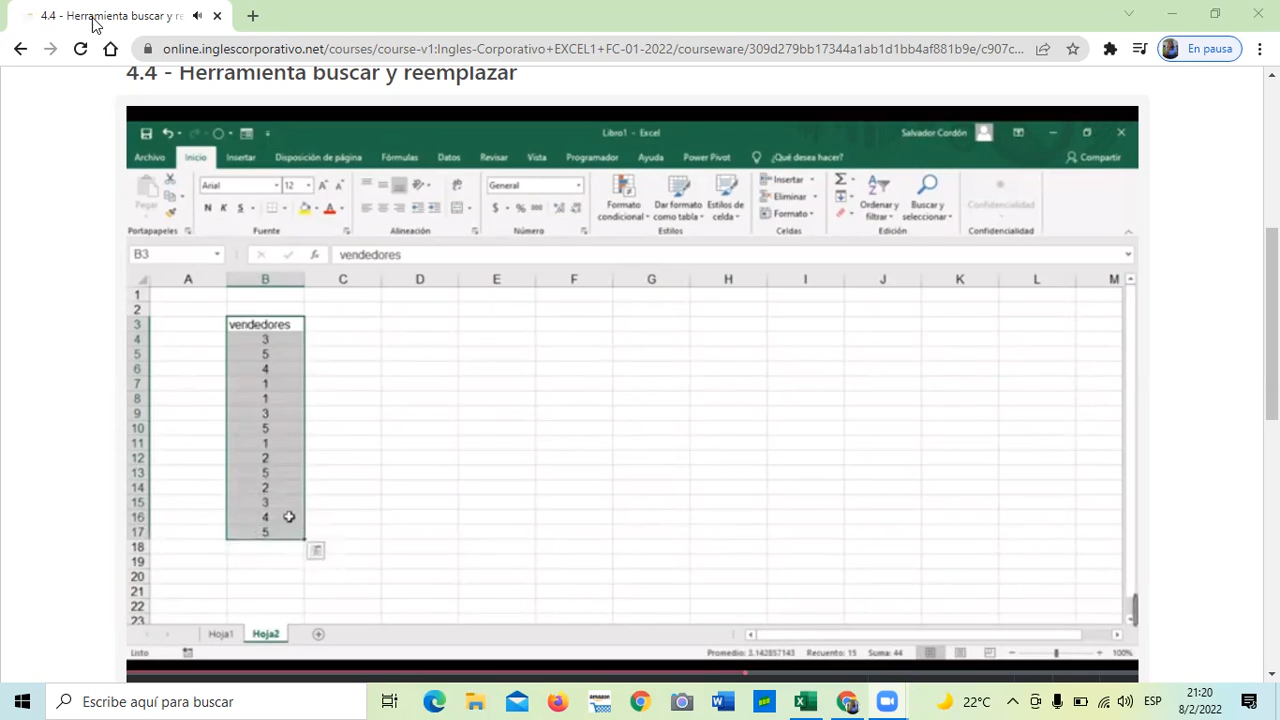 4.4 - Herramienta buscar y re
online.inglescorporativo.net/courses/course-v1:Ingles-Corporativo+EXCEL1+FC-01-2022/courseware/309d279bb17344a1ab1d1bb4af881b9e/c907c...
En pausa
4.4 - Herramienta buscar y reemplazar
Libro1 - Excel
Salvador Cordón
Archivo Inicio Insertar Disposición de página Fórmulas Datos Revisar Vista Programador Ayuda Power Pivot ¿Qué desea hacer? Compartir
Pegar
Arial 12
N K S
General
$ % 000
Formato condicional
Dar formato como tabla
Estilos de celda
Insertar
Eliminar
Formato
Ordenar y filtrar
Buscar y seleccionar
Confidencialidad
Portapapeles Fuente Alineación Número Estilos Celdas Edición Confidencialidad
B3 fx vendedores
A B C D E F G H I J K L M
1
2
3 vendedores
4 3
5 5
6 4
7 1
8 1
9 3
10 5
11 1
12 2
13 5
14 2
15 3
16 4
17 5
18
19
20
21
22
23
Hoja1 Hoja2
Listo Promedio: 3.142857143 Recuento: 15 Suma: 44 100%
Escribe aquí para buscar
amazon
22°C
ESP
21:20
8/2/2022